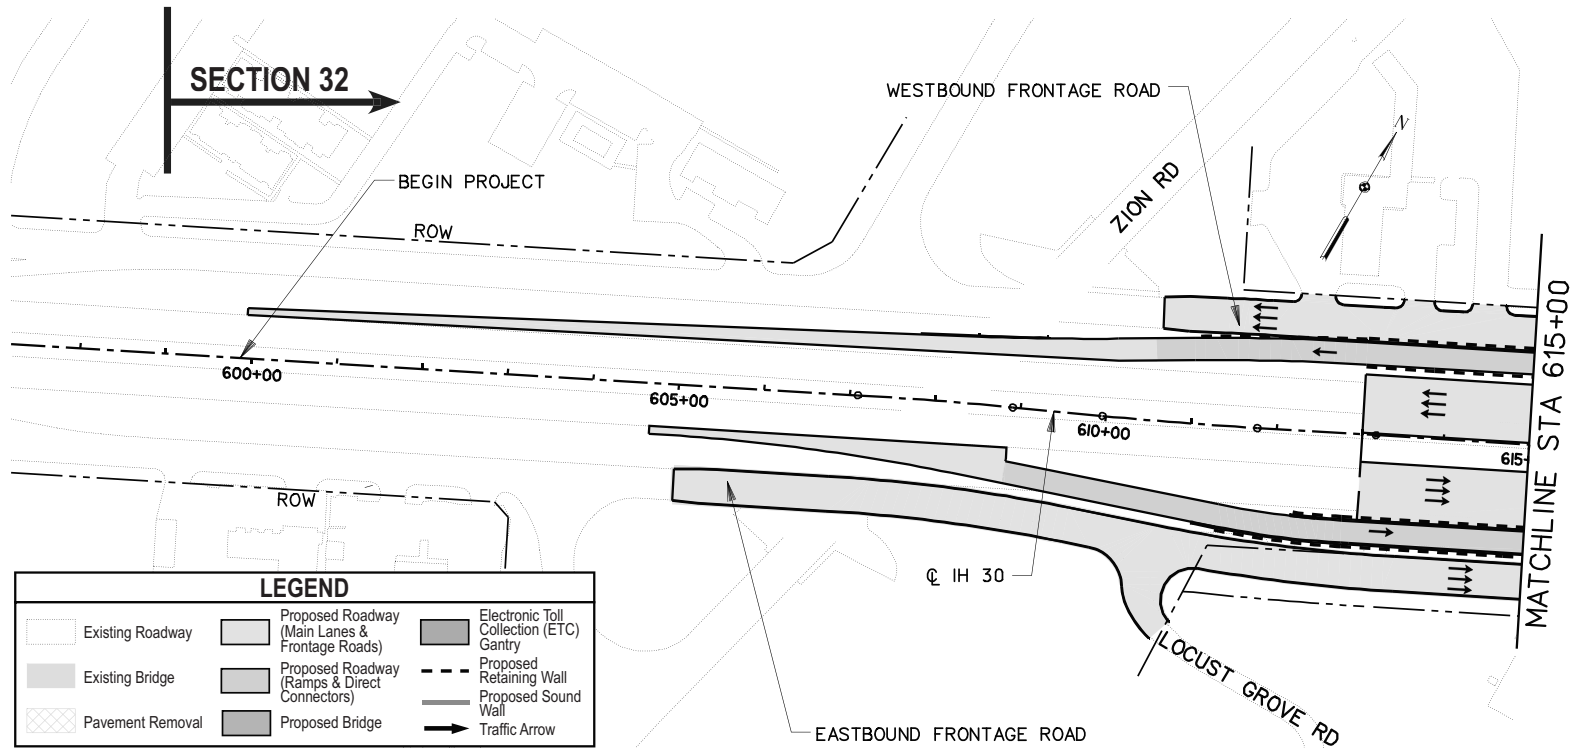 SECTION 32
WESTBOUND FRONTAGE ROAD
N
BEGIN PROJECT
ZION RD
ROW
600+00
605+00
610+00
615-
MATCHLINE STA 615+00
ROW
℄ IH 30
LOCUST GROVE RD
EASTBOUND FRONTAGE ROAD
LEGEND
Existing Roadway
Existing Bridge
Pavement Removal
Proposed Roadway
(Main Lanes &
Frontage Roads)
Proposed Roadway
(Ramps & Direct
Connectors)
Proposed Bridge
Electronic Toll
Collection (ETC)
Gantry
Proposed
Retaining Wall
Proposed Sound
Wall
Traffic Arrow